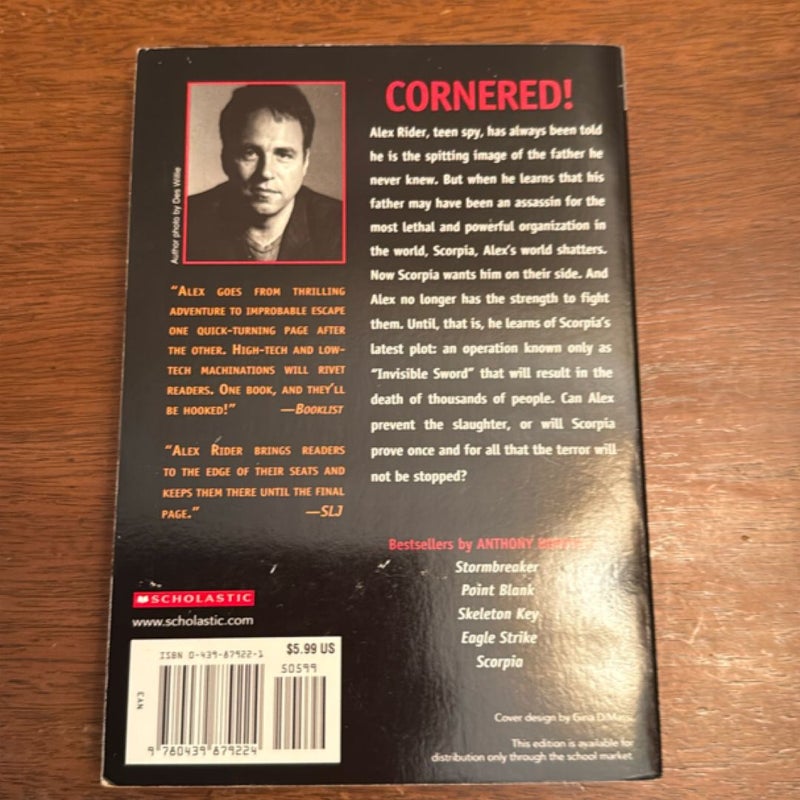 CORNERED!
Alex Rider, teen spy, has always been told
he is the spitting image of the father he
never knew. But when he learns that his
father may have been an assassin for the
most lethal and powerful organization in
the world, Scorpia, Alex's world shatters.
Now Scorpia wants him on their side. And
Alex no longer has the strength to fight
them. Until, that is, he learns of Scorpia's
latest plot: an operation known only as
"Invisible Sword" that will result in the
death of thousands of people. Can Alex
prevent the slaughter, or will Scorpia
prove once and for all that the terror will
not be stopped?
Author photo by Des Willie
"ALEX GOES FROM THRILLING
ADVENTURE TO IMPROBABLE ESCAPE
ONE QUICK-TURNING PAGE AFTER
THE OTHER. HIGH-TECH AND LOW-
TECH MACHINATIONS WILL RIVET
READERS. ONE BOOK, AND THEY'LL
BE HOOKED!" —BOOKLIST
"ALEX RIDER BRINGS READERS
TO THE EDGE OF THEIR SEATS AND
KEEPS THEM THERE UNTIL THE FINAL
PAGE." —SLJ
Bestsellers by ANTHONY
Stormbreaker
Point Blank
Skeleton Key
Eagle Strike
Scorpia
SCHOLASTIC
www.scholastic.com
ISBN 0-439-87922-1
$5.99 US
50599
EAN
9 780439 879224
Cover design by Gina
This edition is available for
distribution only through the school market.